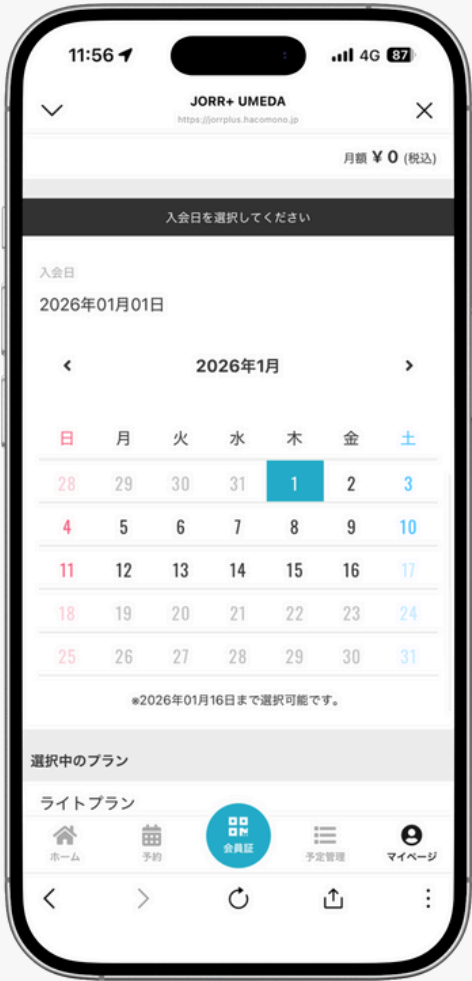 11:56 4G 87
JORR+ UMEDA
https://jorrplus.hacomono.jp
月額 ¥ 0 (税込)
入会日を選択してください
入会日
2026年01月01日
2026年1月
日 月 火 水 木 金 土
28 29 30 31 1 2 3
4 5 6 7 8 9 10
11 12 13 14 15 16 17
18 19 20 21 22 23 24
25 26 27 28 29 30 31
※2026年01月16日まで選択可能です。
選択中のプラン
ライトプラン
ホーム 予約 会員証 予定管理 マイページ